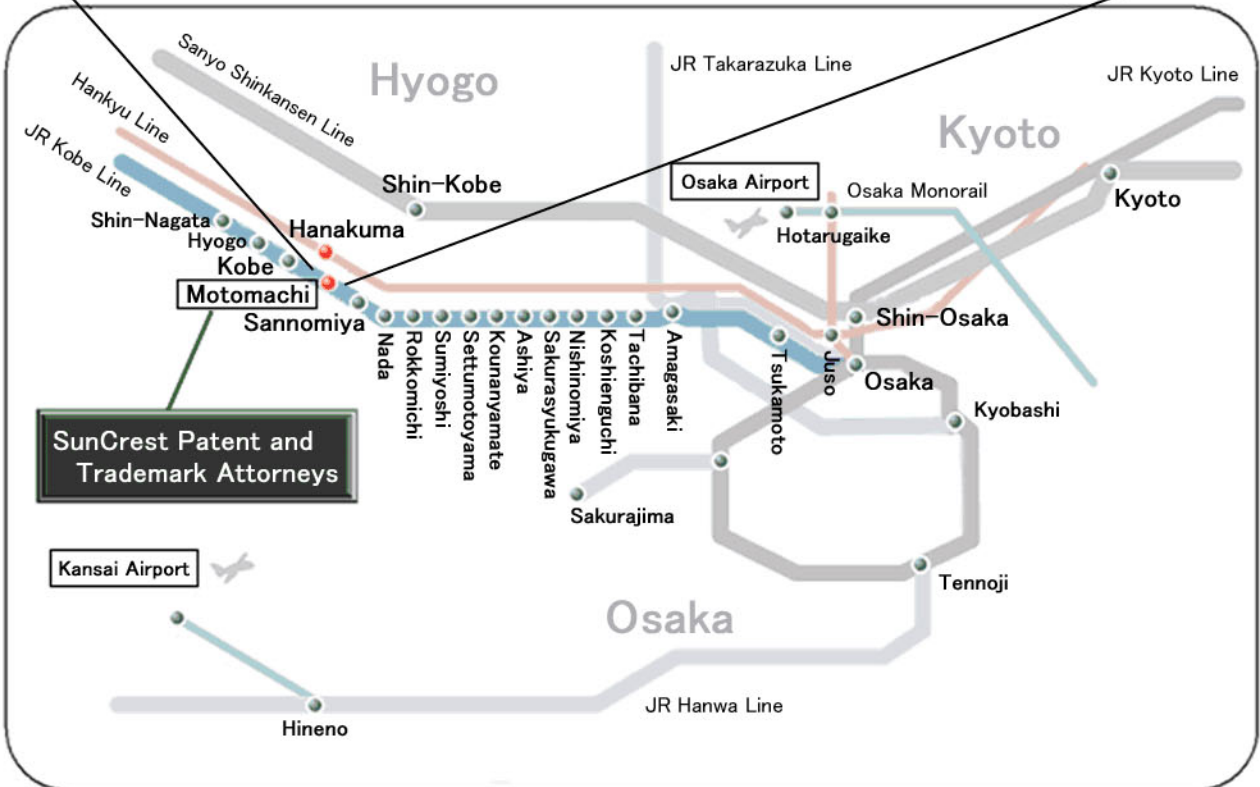 Sanyo Shinkansen Line
Hyogo
JR Takarazuka Line
JR Kyoto Line
Hankyu Line
Kyoto
JR Kobe Line
Shin-Kobe
Osaka Airport
Osaka Monorail
Kyoto
Shin-Nagata
Hanakuma
Hotarugaike
Hyogo
Kobe
Motomachi
Sannomiya
Shin-Osaka
Nada
Rokkomichi
Sumiyoshi
Settumotoyama
Kounanyamate
Ashiya
Sakurasyukugawa
Nishinomiya
Koshienguchi
Tachibana
Amagasaki
Tsukamoto
Juso
Osaka
Kyobashi
SunCrest Patent and
Trademark Attorneys
Sakurajima
Kansai Airport
Tennoji
Osaka
JR Hanwa Line
Hineno